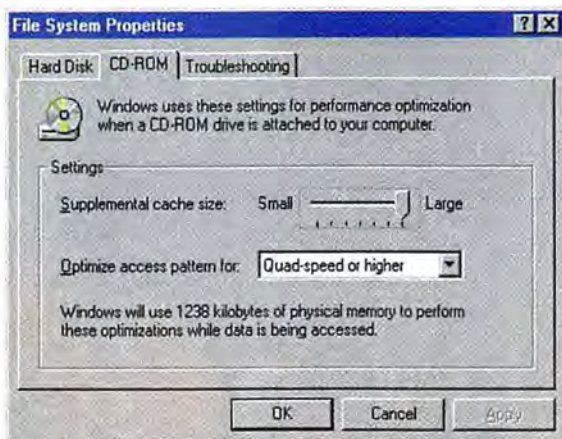 File System Properties
Hard Disk CD-ROM Troubleshooting
Windows uses these settings for performance optimization
when a CD-ROM drive is attached to your computer.
Settings
Supplemental cache size: Small Large
Optimize access pattern for: Quad-speed or higher
Windows will use 1238 kilobytes of physical memory to perform
these optimizations while data is being accessed.
OK Cancel Apply